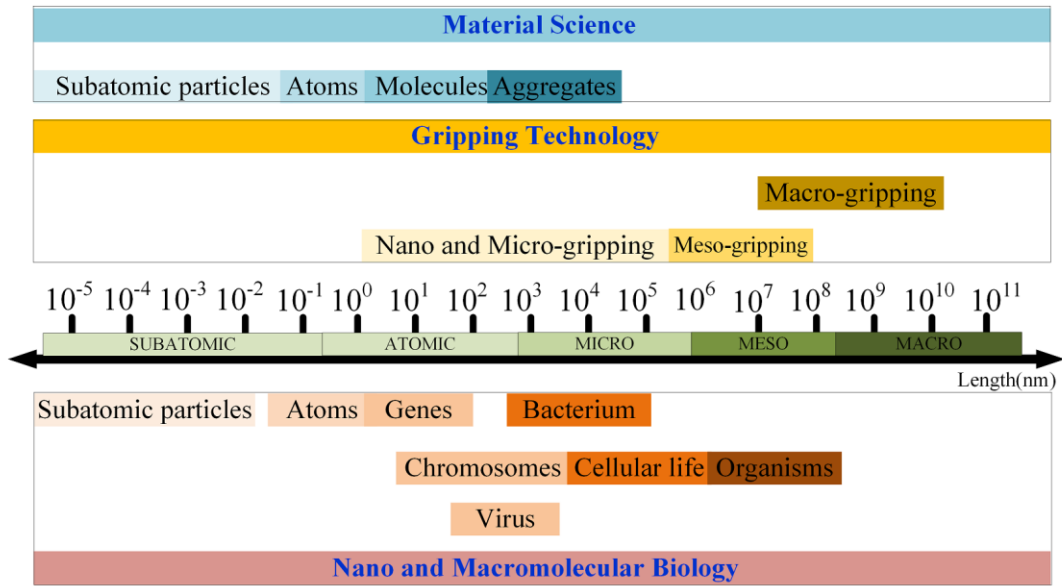 Material Science
Subatomic particles Atoms Molecules Aggregates
Gripping Technology
Macro-gripping
Nano and Micro-gripping Meso-gripping
10⁻⁵ 10⁻⁴ 10⁻³ 10⁻² 10⁻¹ 10⁰ 10¹ 10² 10³ 10⁴ 10⁵ 10⁶ 10⁷ 10⁸ 10⁹ 10¹⁰ 10¹¹
SUBATOMIC ATOMIC MICRO MESO MACRO
Length(nm)
Subatomic particles Atoms Genes Bacterium
Chromosomes Cellular life Organisms
Virus
Nano and Macromolecular Biology